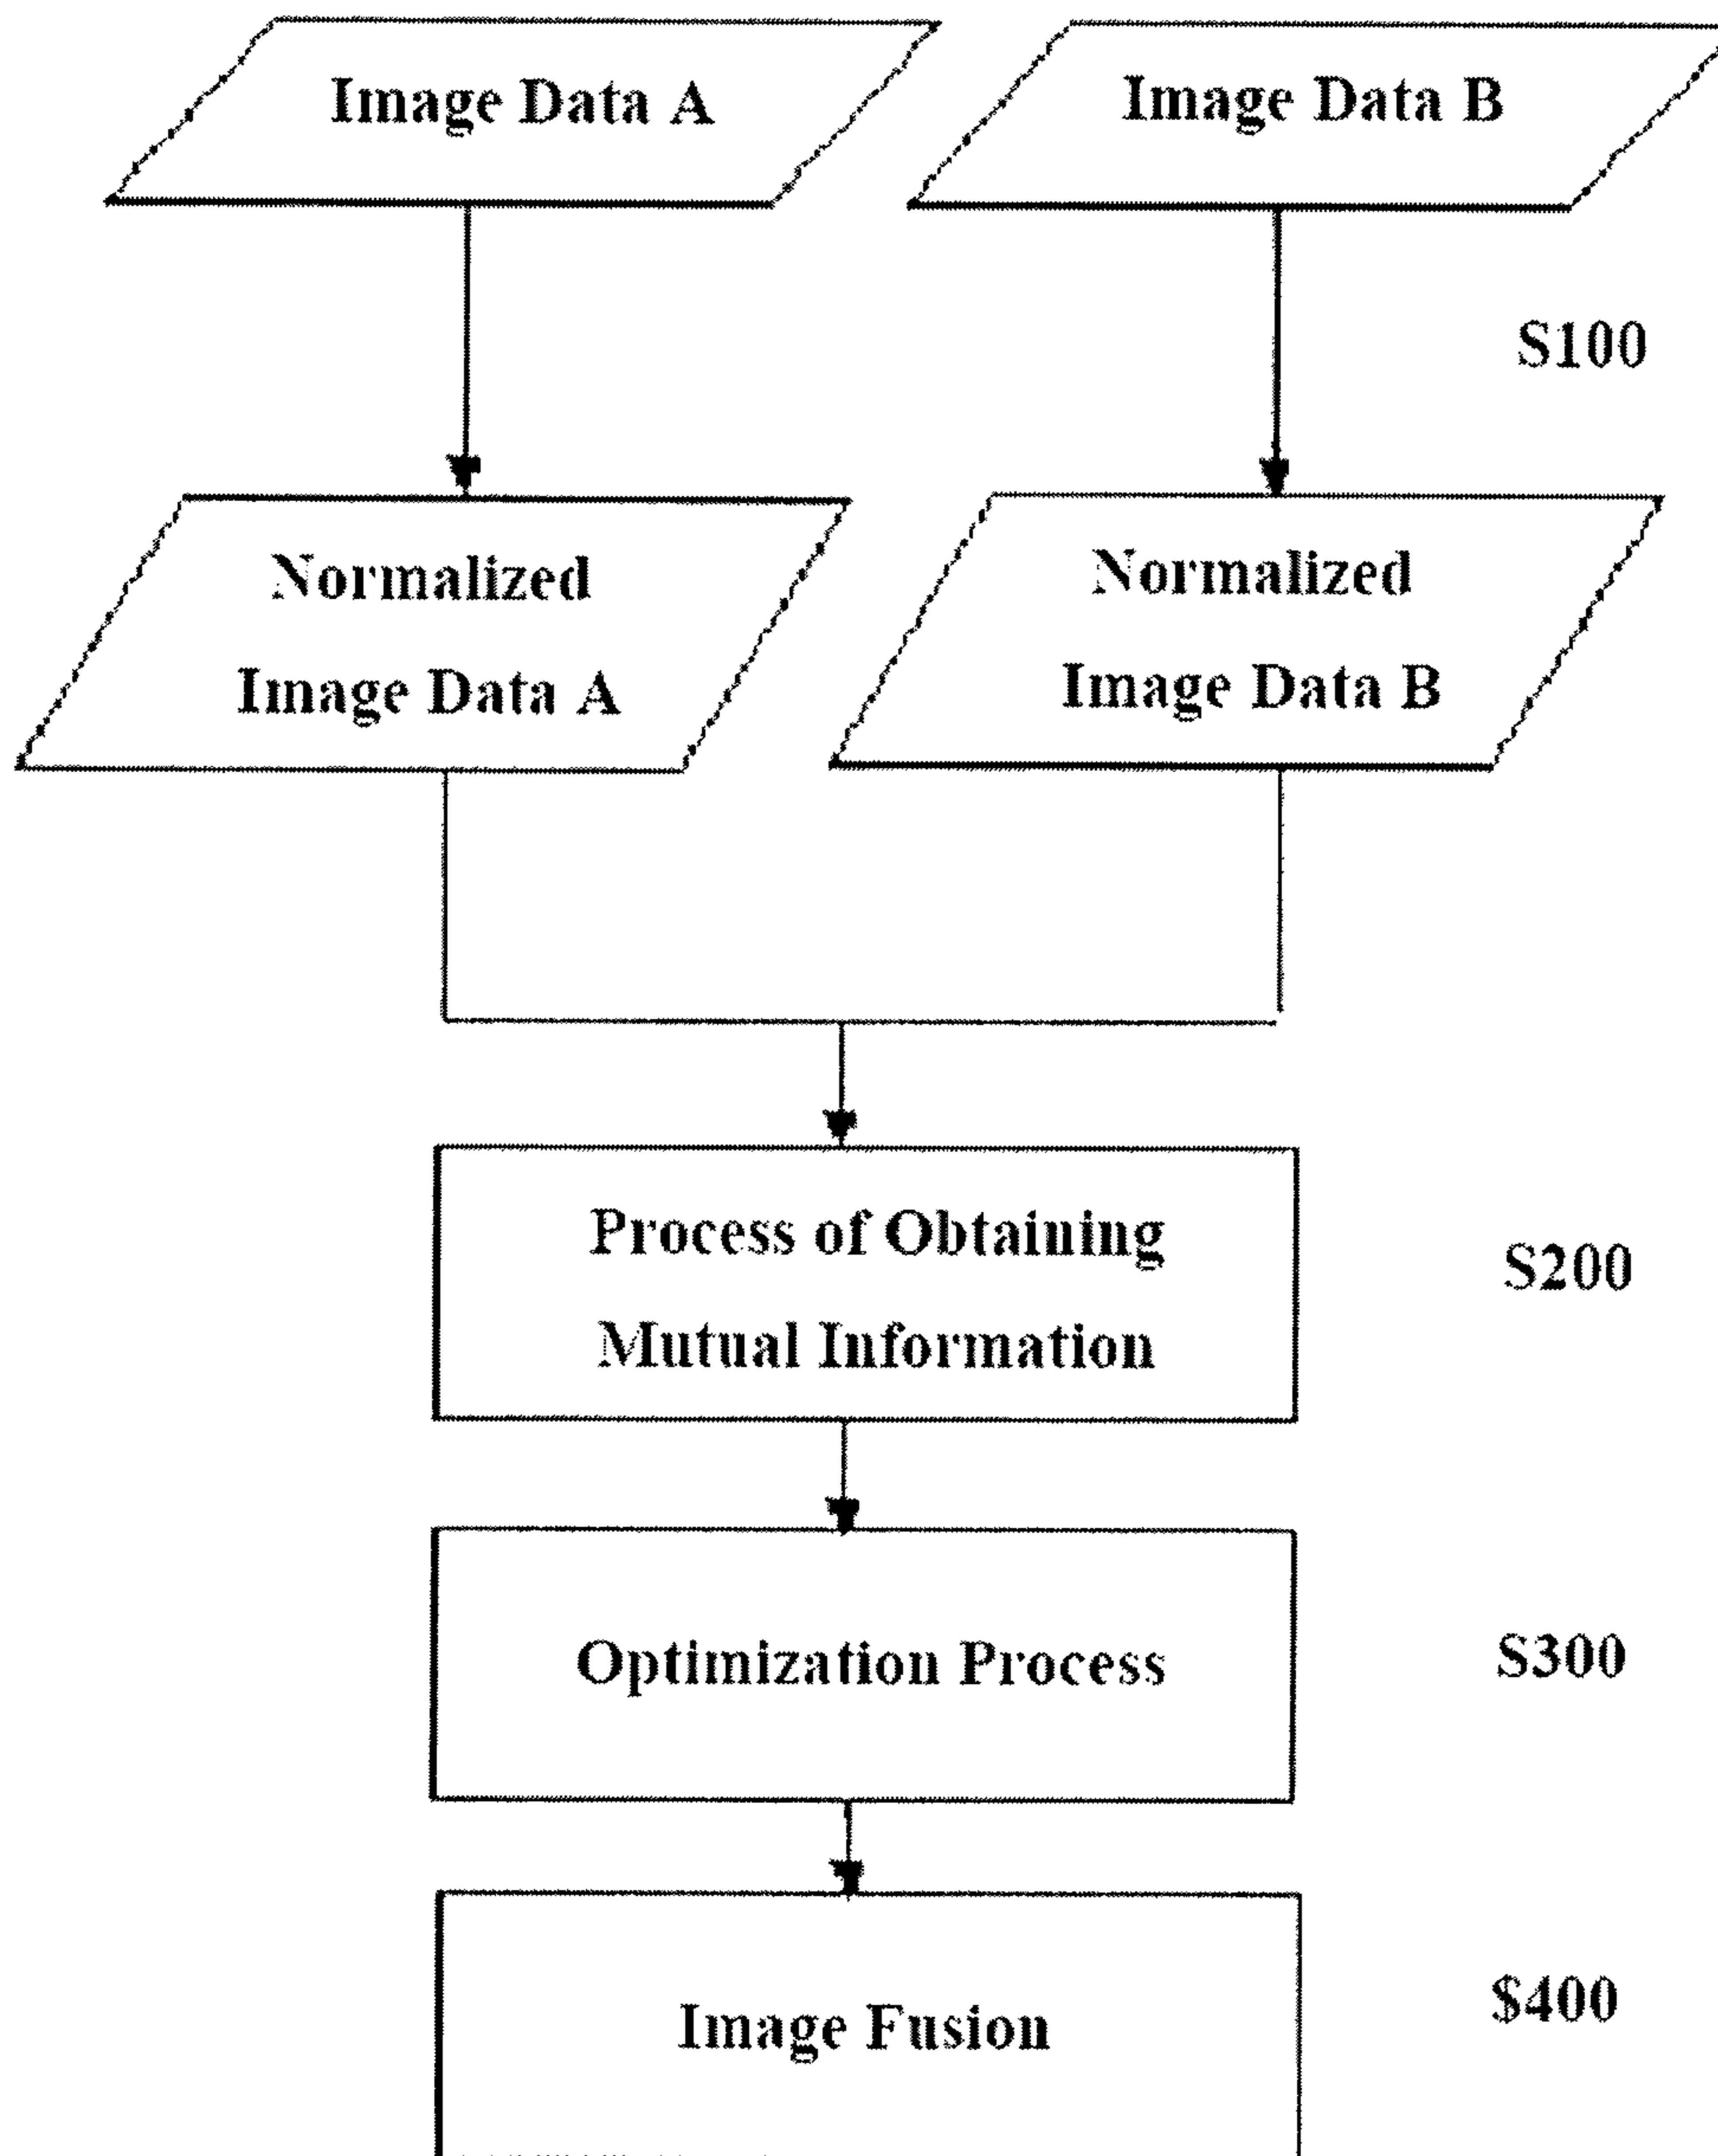 Image Data A
Image Data B
S100
Normalized
Image Data A
Normalized
Image Data B
Process of Obtaining
Mutual Information
S200
Optimization Process
S300
Image Fusion
$400